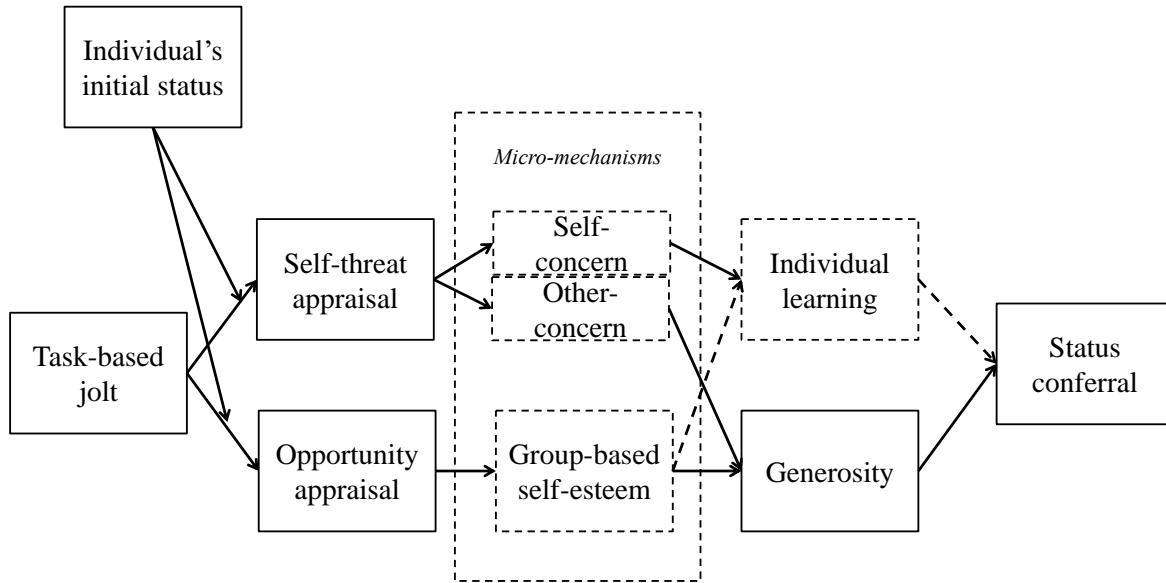 Individual's
initial status
Micro-mechanisms
Self-threat
appraisal
Self-
concern
Other-
concern
Individual
learning
Task-based
jolt
Status
conferral
Opportunity
appraisal
Group-based
self-esteem
Generosity